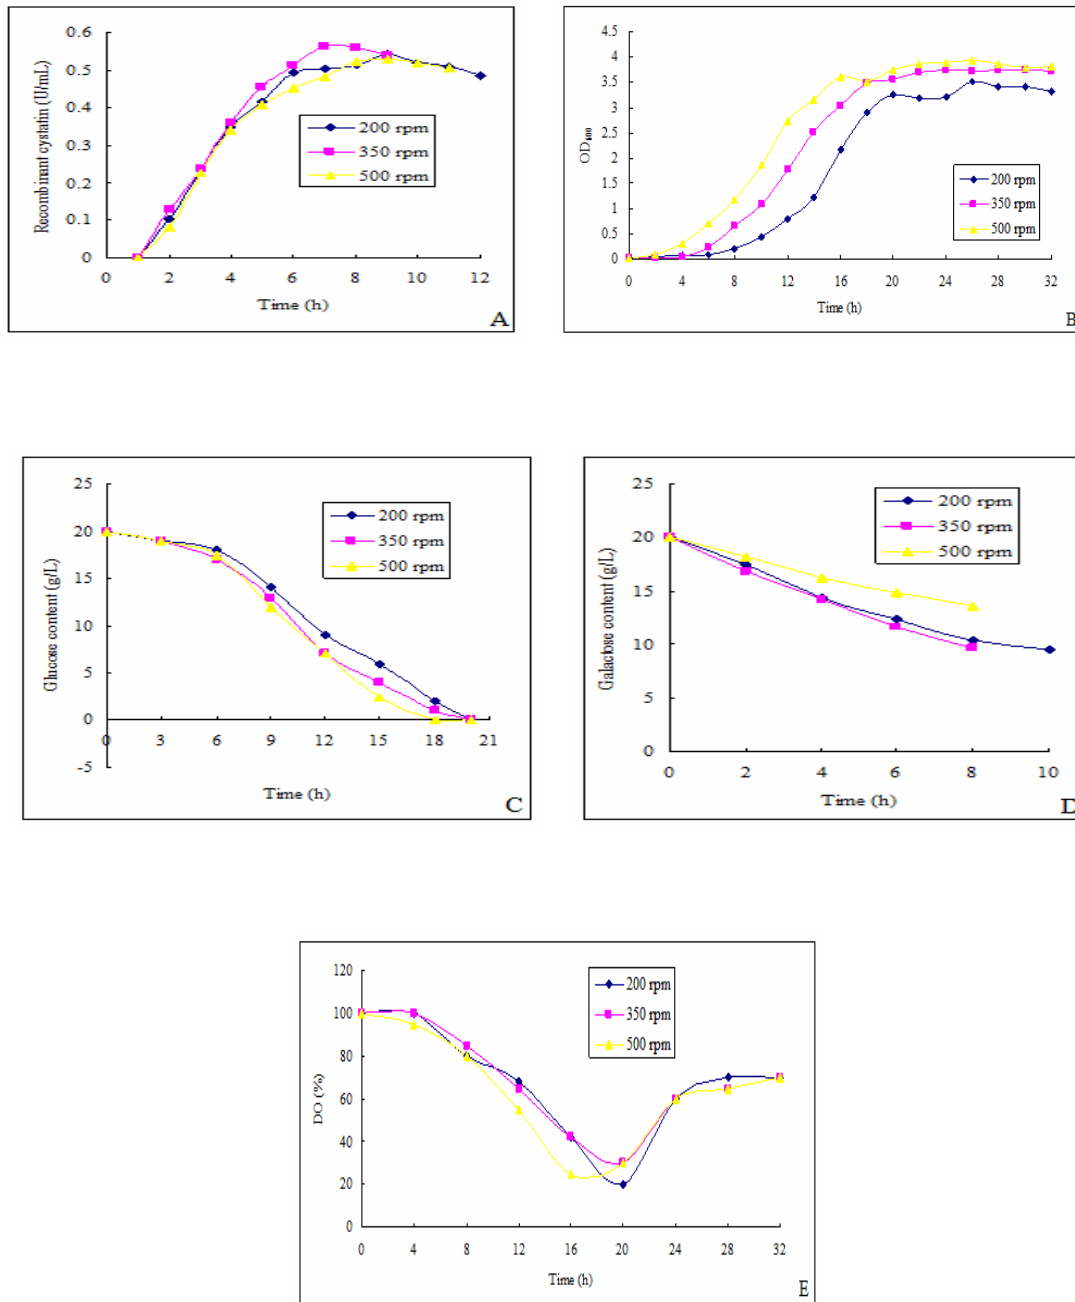 0.6
0.5
0.4
0.3
0.2
0.1
0
Recombinant cystatin (U/mL)
200 rpm
350 rpm
500 rpm
0 2 4 6 8 10 12
Time (h)
A
4.5
4
3.5
3
2.5
2
1.5
1
0.5
0
OD600
200 rpm
350 rpm
500 rpm
0 4 8 12 16 20 24 28 32
Time (h)
B
25
20
15
10
5
0
-5
Glucose content (g/L)
200 rpm
350 rpm
500 rpm
0 3 6 9 12 15 18 21
Time (h)
C
25
20
15
10
5
0
Galactose content (g/L)
200 rpm
350 rpm
500 rpm
0 2 4 6 8 10
Time (h)
D
120
100
80
60
40
20
0
DO (%)
200 rpm
350 rpm
500 rpm
0 4 8 12 16 20 24 28 32
Time (h)
E